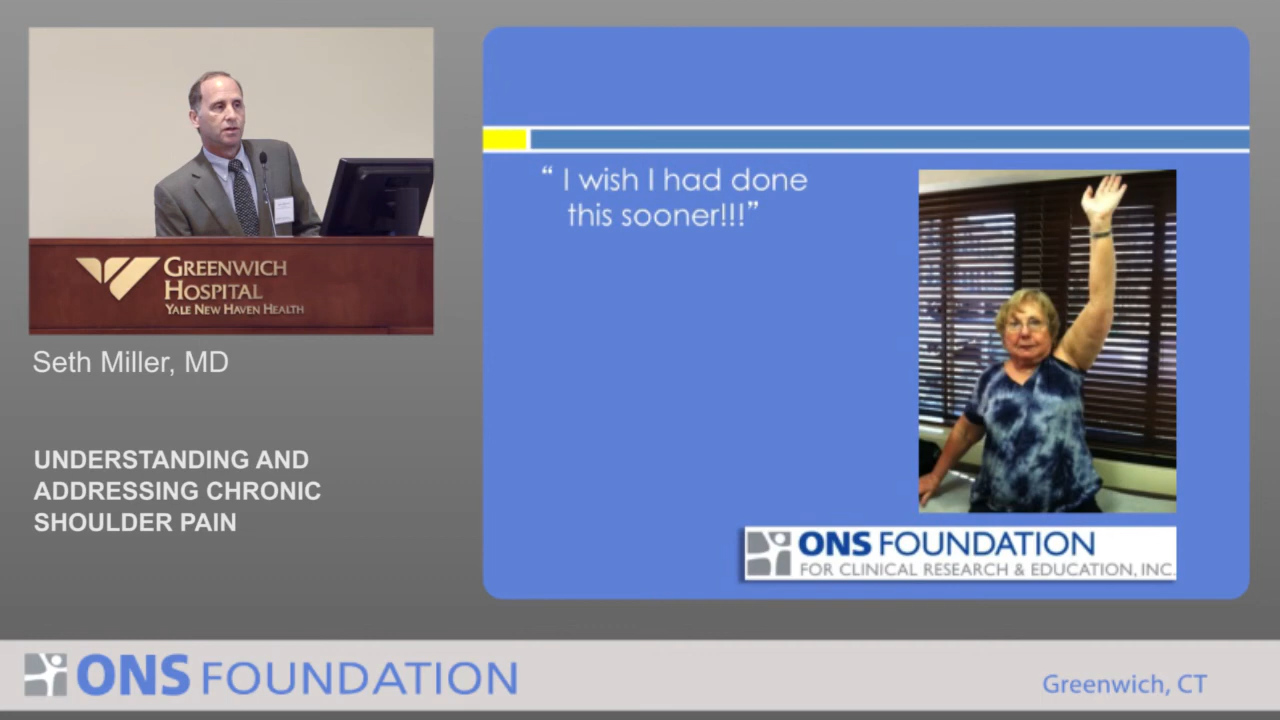 GREENWICH
HOSPITAL
YALE NEW HAVEN HEALTH
Seth Miller, MD
UNDERSTANDING AND
ADDRESSING CHRONIC
SHOULDER PAIN
“ I wish I had done
this sooner!!!”
ONS FOUNDATION
FOR CLINICAL RESEARCH & EDUCATION, INC.
ONS FOUNDATION
Greenwich, CT